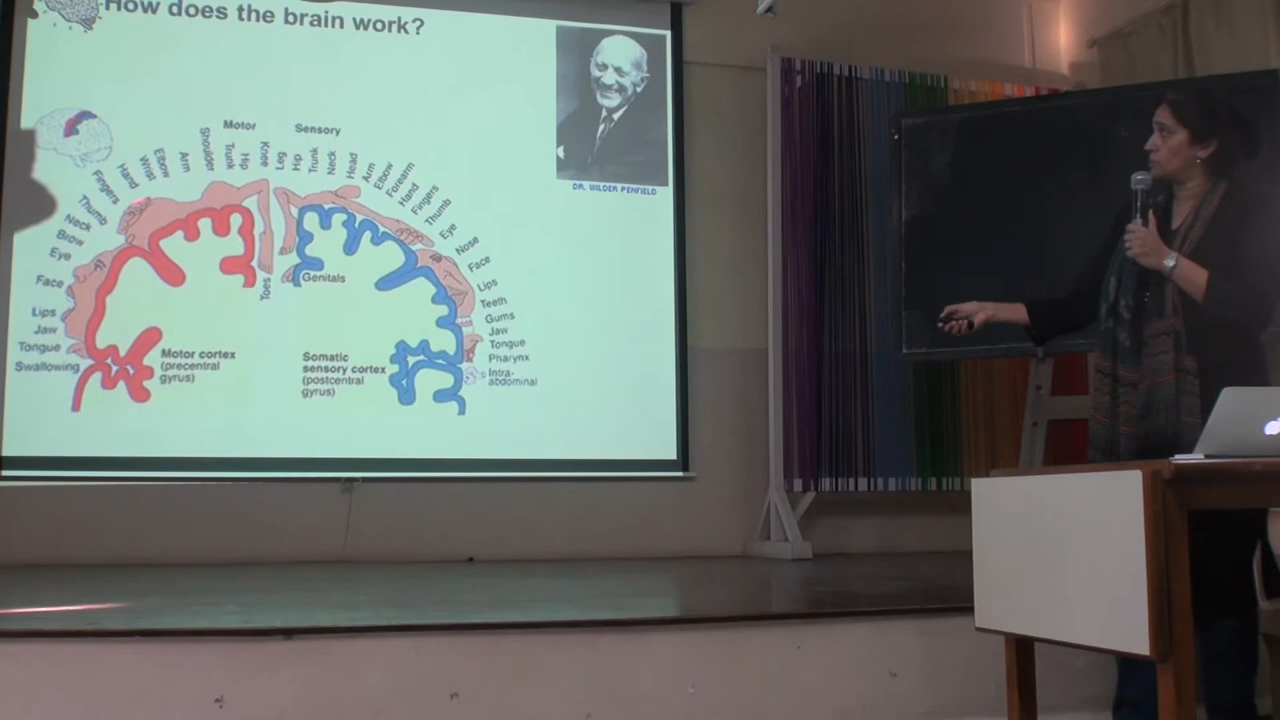 How does the brain work?
DR. WILDER PENFIELD
Motor
Sensory
Shoulder
Trunk
Hip
Knee
Arm
Elbow
Wrist
Hand
Fingers
Thumb
Neck
Brow
Eye
Face
Lips
Jaw
Tongue
Swallowing
Toes
Motor cortex
(precentral
gyrus)
Leg
Hip
Trunk
Neck
Head
Arm
Elbow
Forearm
Hand
Fingers
Thumb
Eye
Nose
Face
Lips
Teeth
Gums
Jaw
Tongue
Pharynx
Intra-
abdominal
Genitals
Somatic
sensory cortex
(postcentral
gyrus)